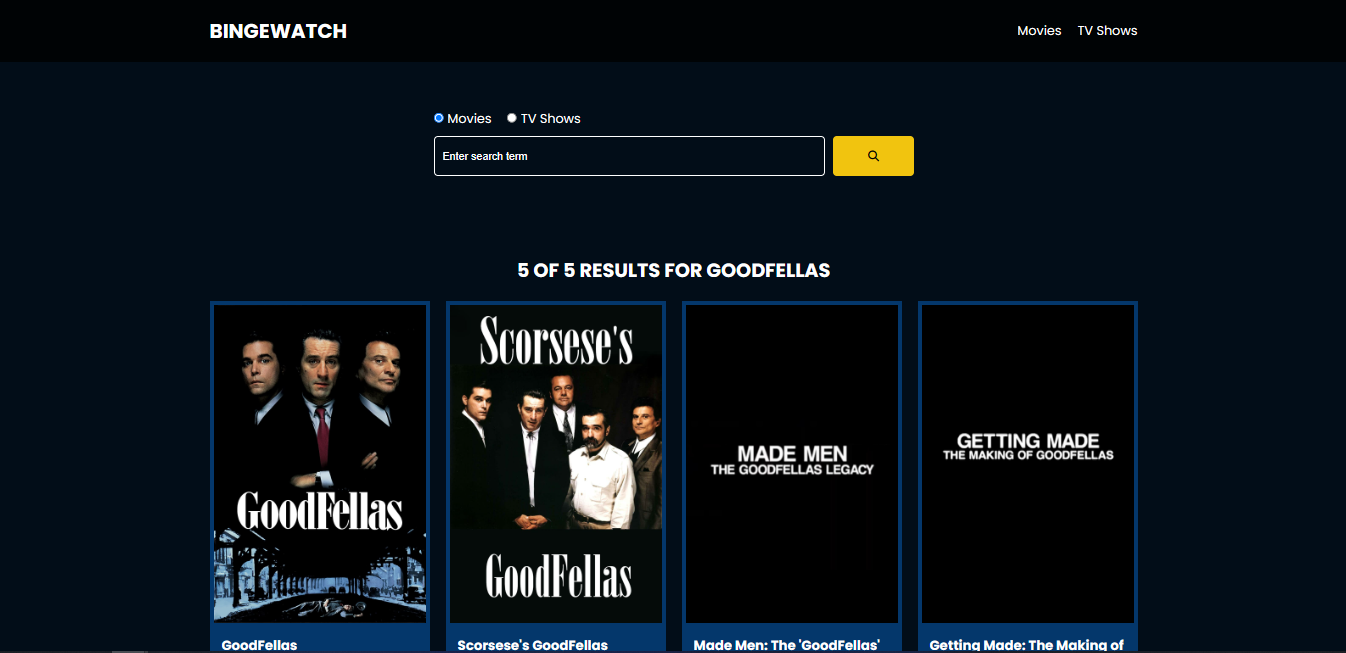 BINGEWATCH
Movies TV Shows
Movies TV Shows
Enter search term
5 OF 5 RESULTS FOR GOODFELLAS
GoodFellas
Scorsese's
GoodFellas
MADE MEN
THE GOODFELLAS LEGACY
GETTING MADE
THE MAKING OF GOODFELLAS
GoodFellas
Scorsese's GoodFellas
Made Men: The 'GoodFellas'
Getting Made: The Making of